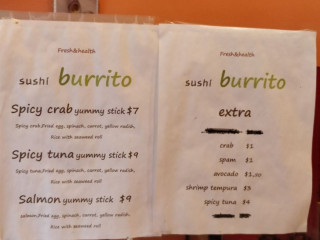 Fresh&health
sushi burrito
Spicy crab yummy stick $7
Spicy crab,fried egg, spinach, carrot, yellow radish,
Rice with seaweed roll
Spicy tuna yummy stick $9
Spicy tuna,fried egg, spinach, carrot, yellow radish,
Rice with seaweed roll
Salmon yummy stick $9
salmon,fried egg, spinach, carrot, yellow radish,
Rice with seaweed roll
Fresh&health
sushi burrito
extra
crab $1
spam $1
avocado $1.50
shrimp tempura $3
spicy tuna $4